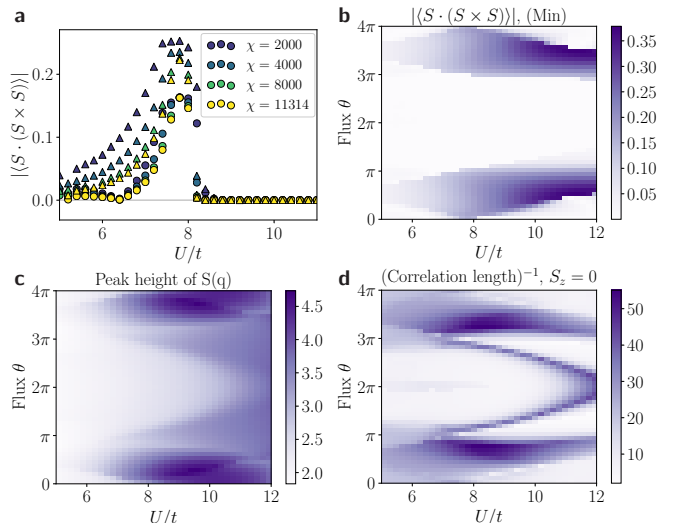 a
|⟨S · (S × S)⟩|
0.2
0.1
0.0
6
8
10
U/t
χ = 2000
χ = 4000
χ = 8000
χ = 11314
b
|⟨S · (S × S)⟩|, (Min)
Flux θ
4π
3π
2π
π
0
6
8
10
12
U/t
0.35
0.30
0.25
0.20
0.15
0.10
0.05
c
Peak height of S(q)
Flux θ
4π
3π
2π
π
0
6
8
10
12
U/t
4.5
4.0
3.5
3.0
2.5
2.0
d
(Correlation length)⁻¹, S_z = 0
Flux θ
4π
3π
2π
π
0
6
8
10
12
U/t
50
40
30
20
10